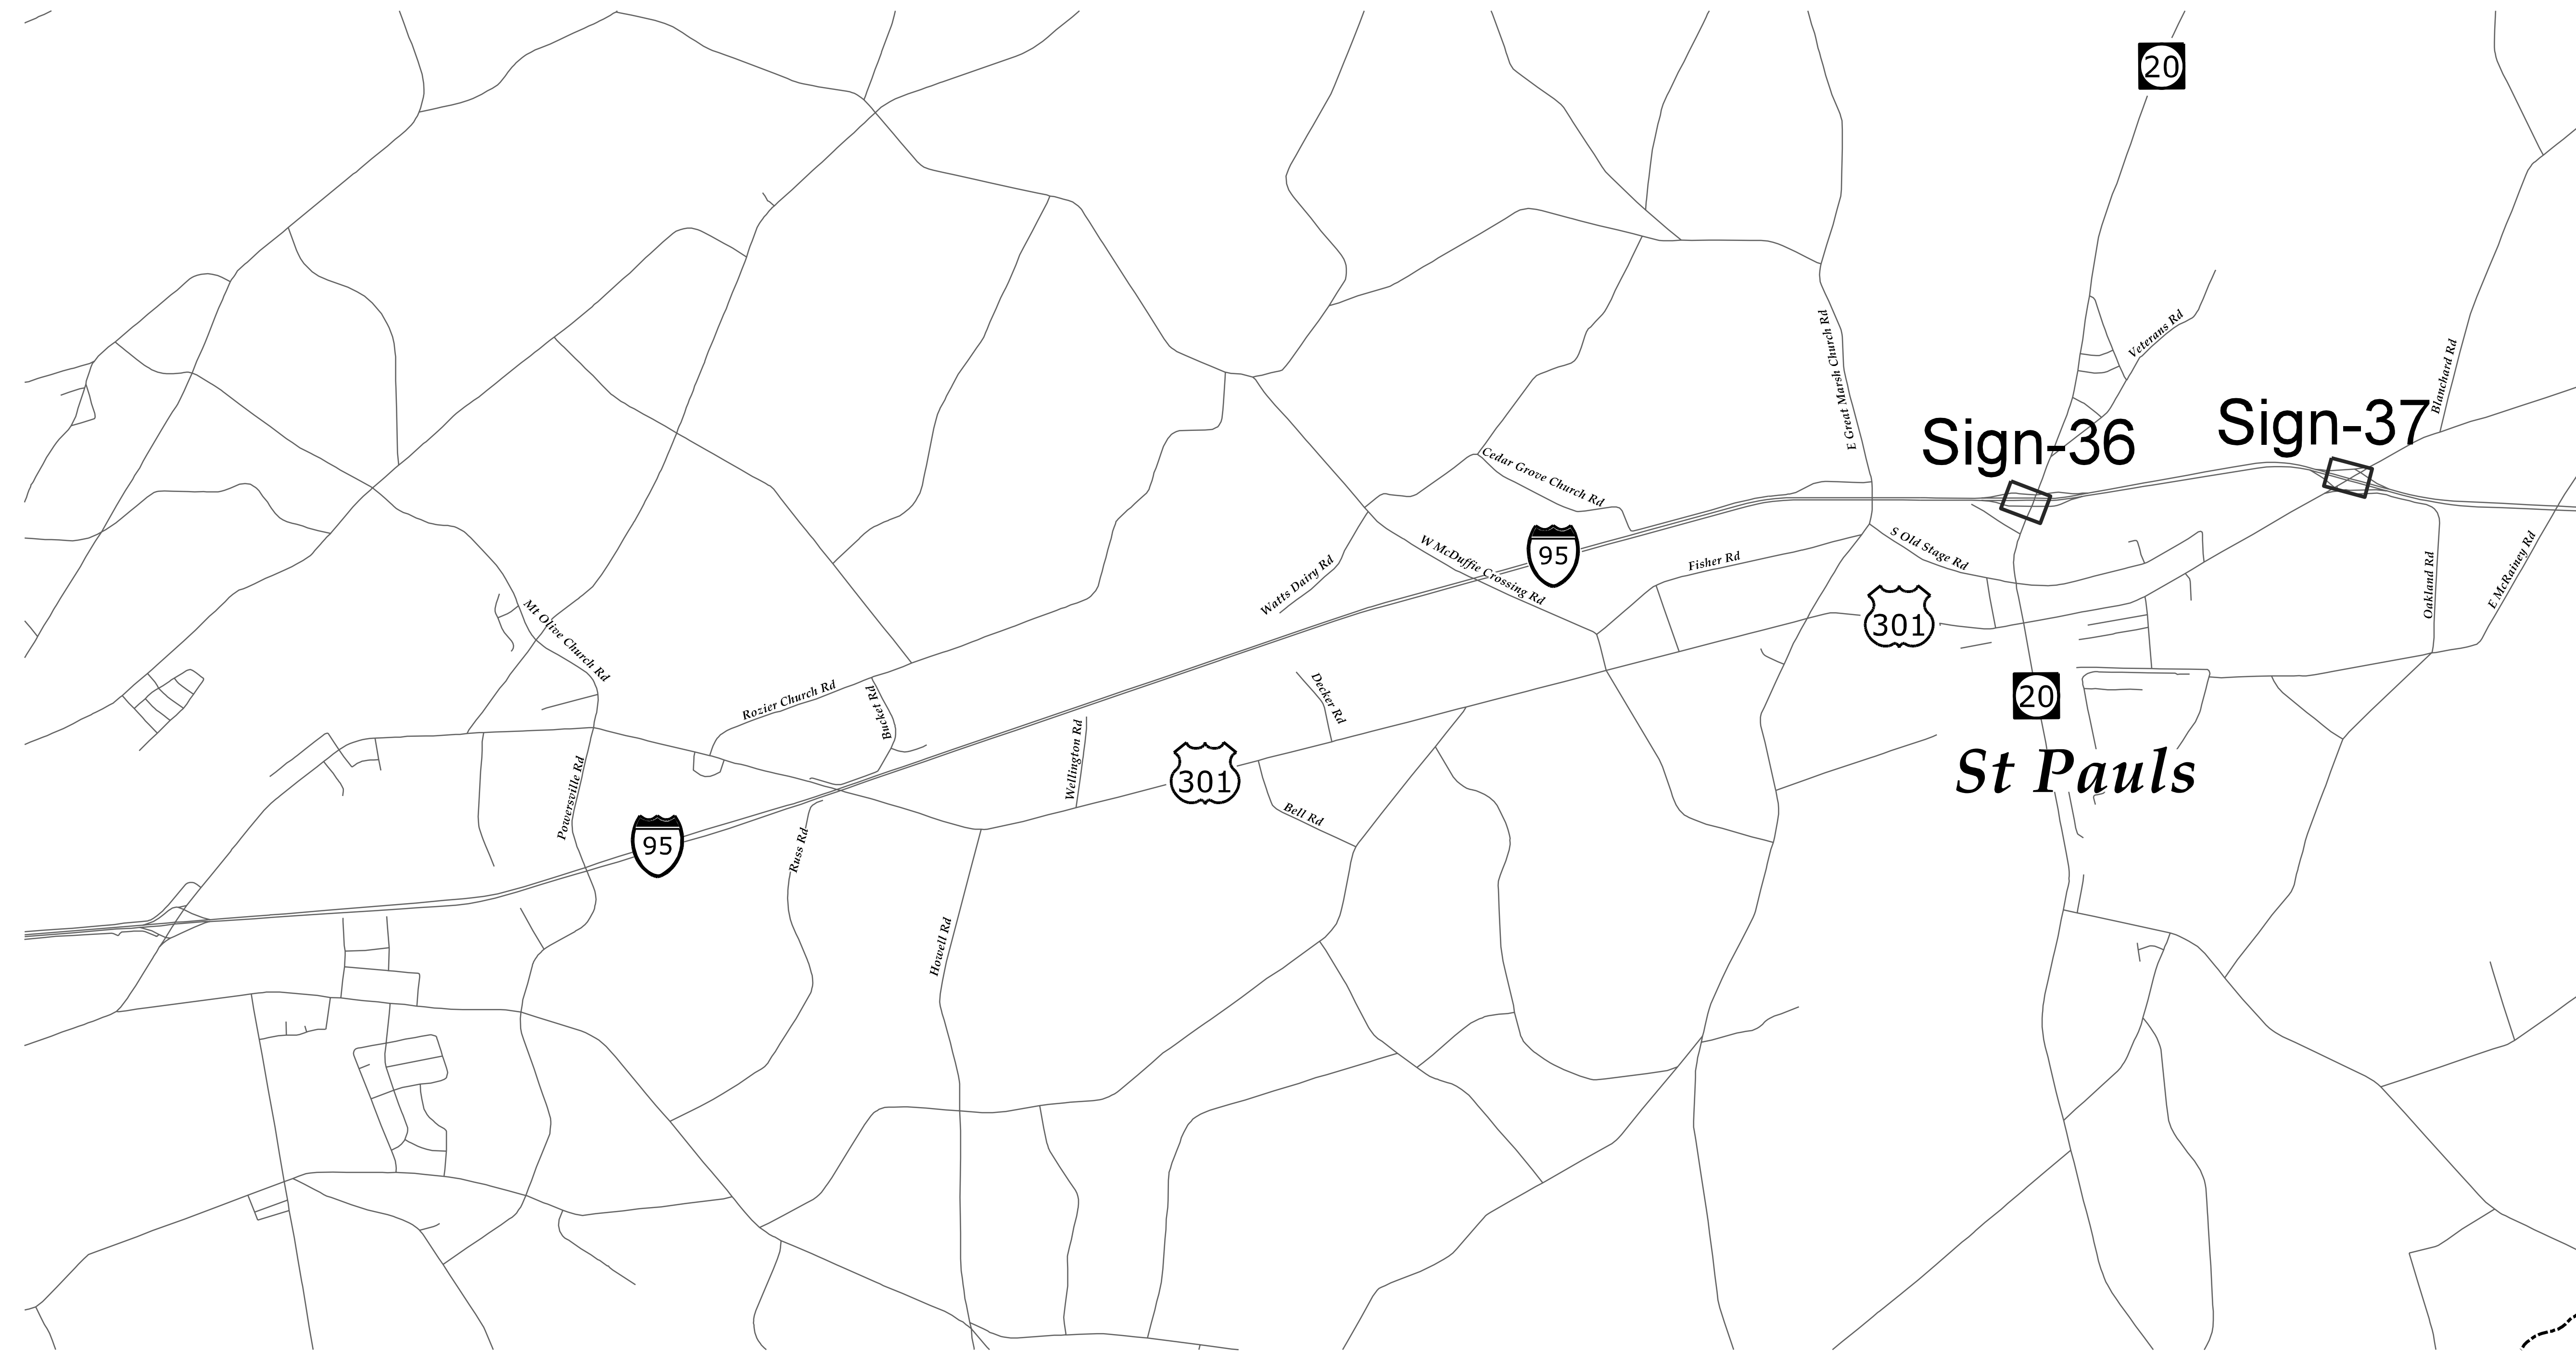 20
Veterans Rd
E Great Marsh Church Rd
Blanchard Rd
Sign-37
Sign-36
Cedar Grove Church Rd
95
W McDuffie Crossing Rd
S Old Stage Rd
Fisher Rd
Watts Dairy Rd
Oakland Rd
E McRainey Rd
301
Mt Olive Church Rd
Rozier Church Rd
Bucket Rd
Decker Rd
20
Wellington Rd
301
St Pauls
Powersville Rd
Bell Rd
95
Russ Rd
Howell Rd